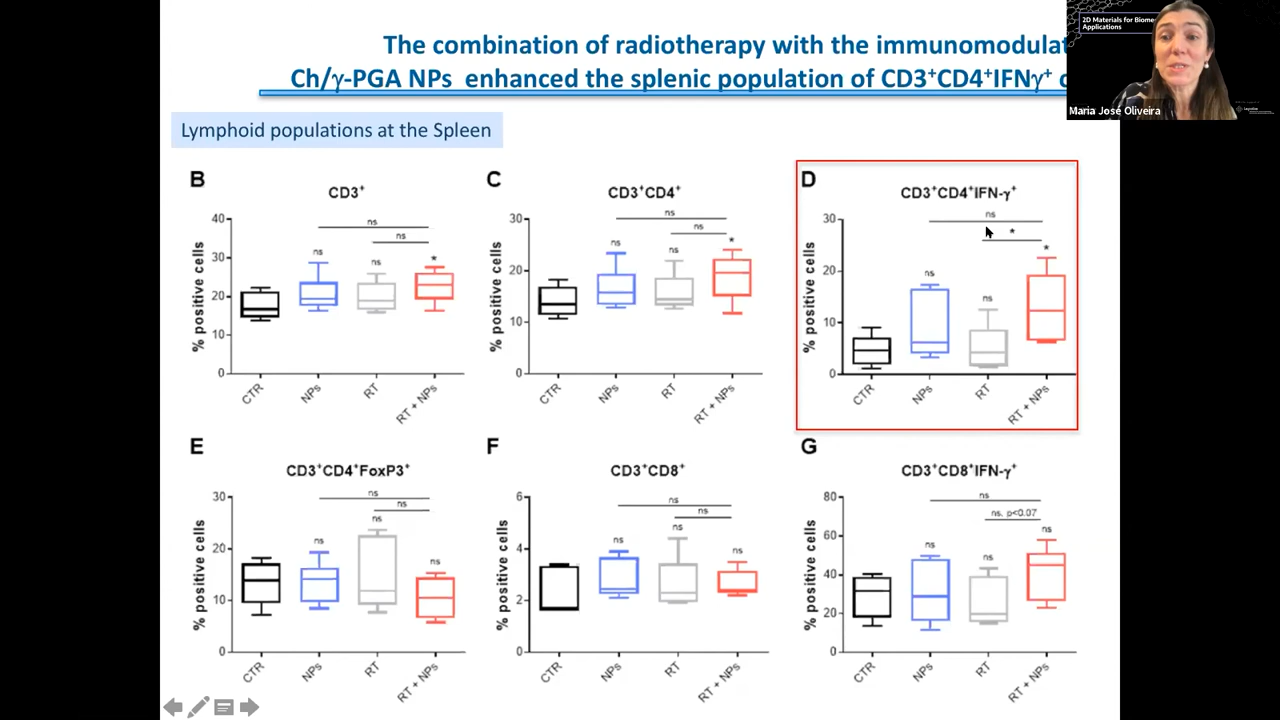 The combination of radiotherapy with the immunomodulat
Ch/γ-PGA NPs enhanced the splenic population of CD3⁺CD4⁺IFNγ⁺ c
2D Materials for Biome
Applications
Maria José Oliveira
Lymphoid populations at the Spleen
B
CD3⁺
% positive cells
40
30
20
10
0
ns
ns
ns
ns
*
CTR
NPs
RT
RT + NPs
C
CD3⁺CD4⁺
% positive cells
30
20
10
0
ns
ns
ns
ns
*
CTR
NPs
RT
RT + NPs
D
CD3⁺CD4⁺IFN-γ⁺
% positive cells
30
20
10
0
ns
*
ns
ns
*
CTR
NPs
RT
RT + NPs
E
CD3⁺CD4⁺FoxP3⁺
% positive cells
30
20
10
0
ns
ns
ns
ns
ns
CTR
NPs
RT
RT + NPs
F
CD3⁺CD8⁺
% positive cells
6
4
2
0
ns
ns
ns
ns
ns
CTR
NPs
RT
RT + NPs
G
CD3⁺CD8⁺IFN-γ⁺
% positive cells
80
60
40
20
0
ns
ns, p<0.07
ns
ns
ns
CTR
NPs
RT
RT + NPs